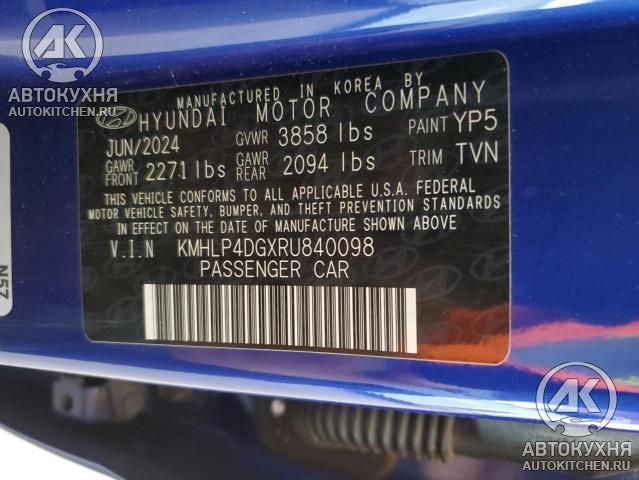 АВТОКУХНЯ
AUTOKITCHEN.RU
MANUFACTURED IN KOREA BY
HYUNDAI MOTOR COMPANY
JUN/2024 GVWR 3858 lbs PAINT YP5
GAWR FRONT 2271 lbs GAWR REAR 2094 lbs TRIM TVN
THIS VEHICLE CONFORMS TO ALL APPLICABLE U.S.A. FEDERAL
MOTOR VEHICLE SAFETY, BUMPER, AND THEFT PREVENTION STANDARDS
IN EFFECT ON THE DATE OF MANUFACTURE SHOWN ABOVE
V.I.N KMHLP4DGXRU840098
PASSENGER CAR
N57
АВТОКУХНЯ
AUTOKITCHEN.RU